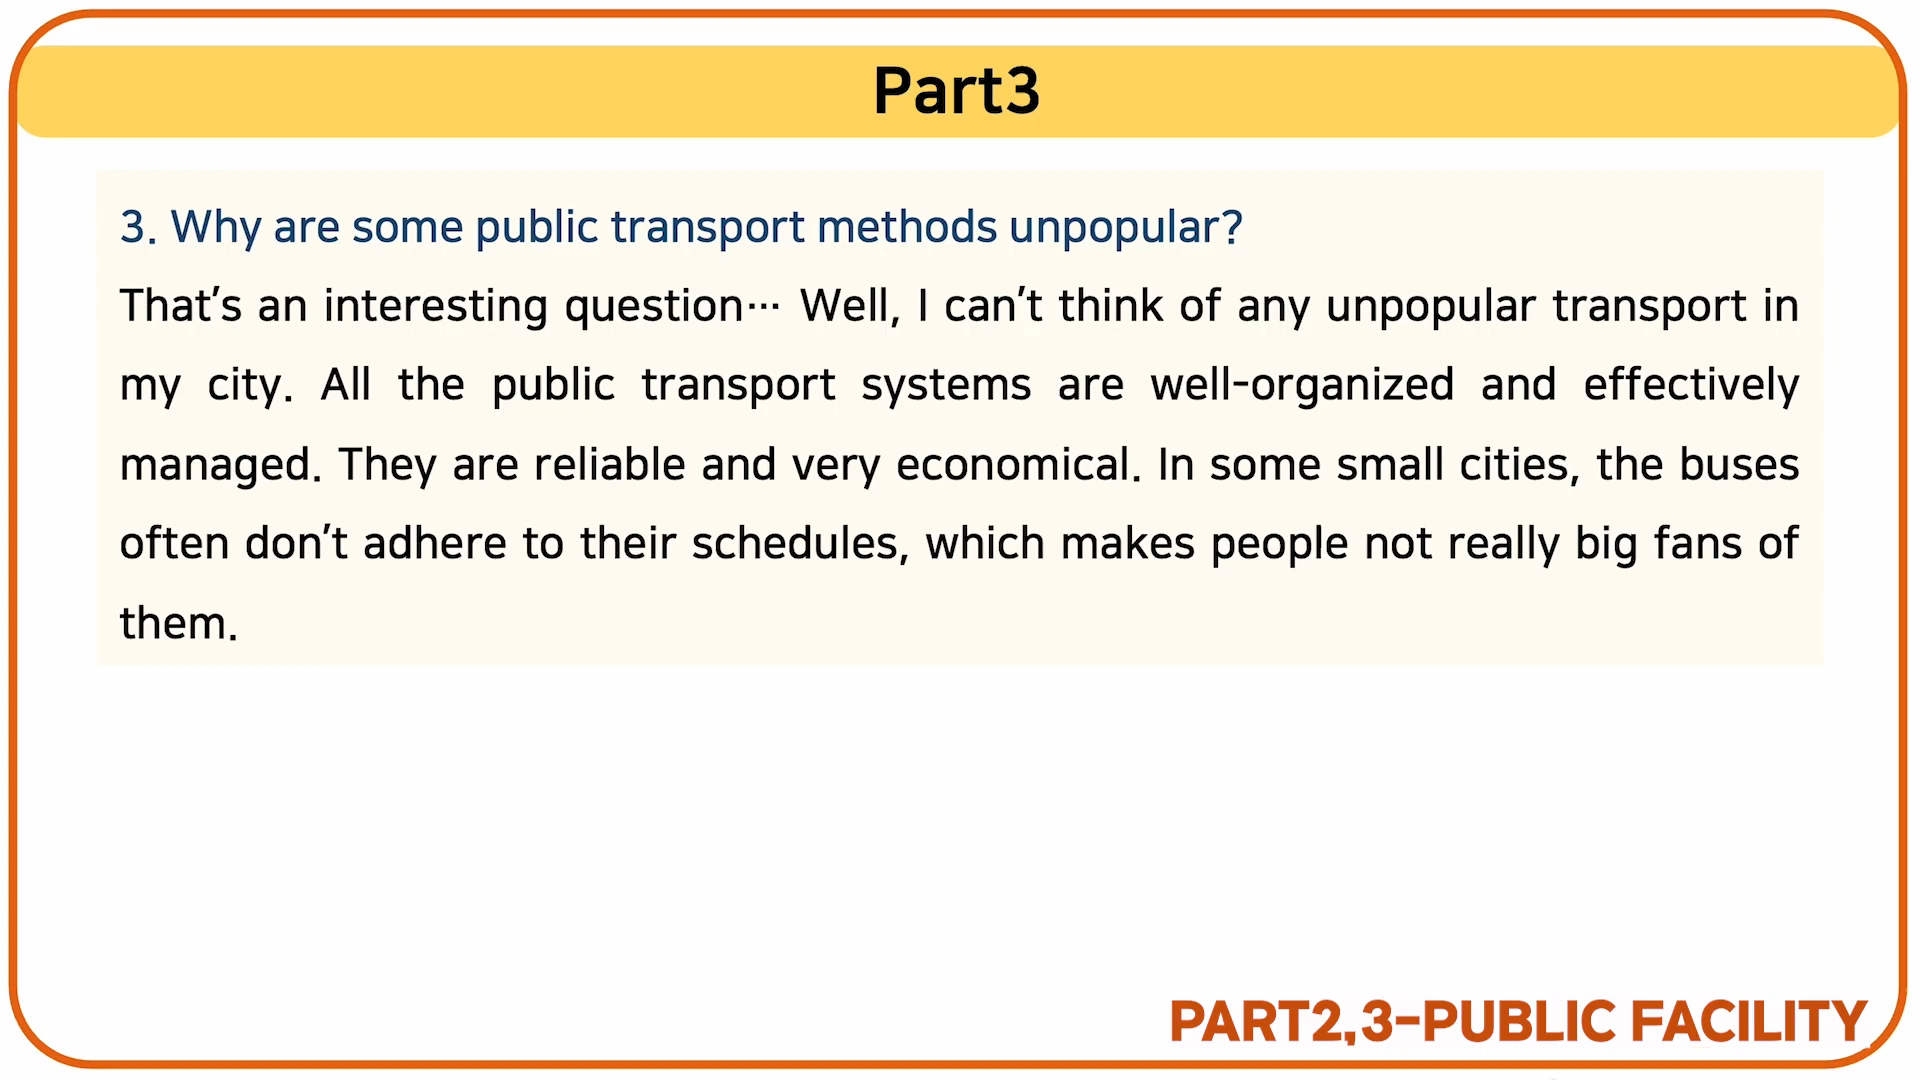 Part3
3. Why are some public transport methods unpopular?
That's an interesting question… Well, I can't think of any unpopular transport in
my city. All the public transport systems are well-organized and effectively
managed. They are reliable and very economical. In some small cities, the buses
often don't adhere to their schedules, which makes people not really big fans of
them.
PART2,3-PUBLIC FACILITY